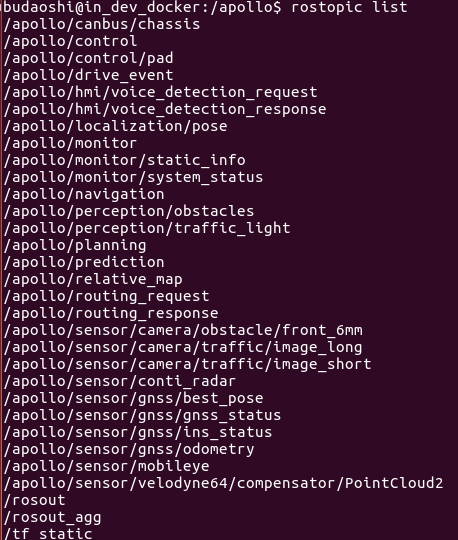 budaoshi@in_dev_docker:/apollo$ rostopic list
/apollo/canbus/chassis
/apollo/control
/apollo/control/pad
/apollo/drive_event
/apollo/hmi/voice_detection_request
/apollo/hmi/voice_detection_response
/apollo/localization/pose
/apollo/monitor
/apollo/monitor/static_info
/apollo/monitor/system_status
/apollo/navigation
/apollo/perception/obstacles
/apollo/perception/traffic_light
/apollo/planning
/apollo/prediction
/apollo/relative_map
/apollo/routing_request
/apollo/routing_response
/apollo/sensor/camera/obstacle/front_6mm
/apollo/sensor/camera/traffic/image_long
/apollo/sensor/camera/traffic/image_short
/apollo/sensor/conti_radar
/apollo/sensor/gnss/best_pose
/apollo/sensor/gnss/gnss_status
/apollo/sensor/gnss/ins_status
/apollo/sensor/gnss/odometry
/apollo/sensor/mobileye
/apollo/sensor/velodyne64/compensator/PointCloud2
/rosout
/rosout_agg
/tf_static